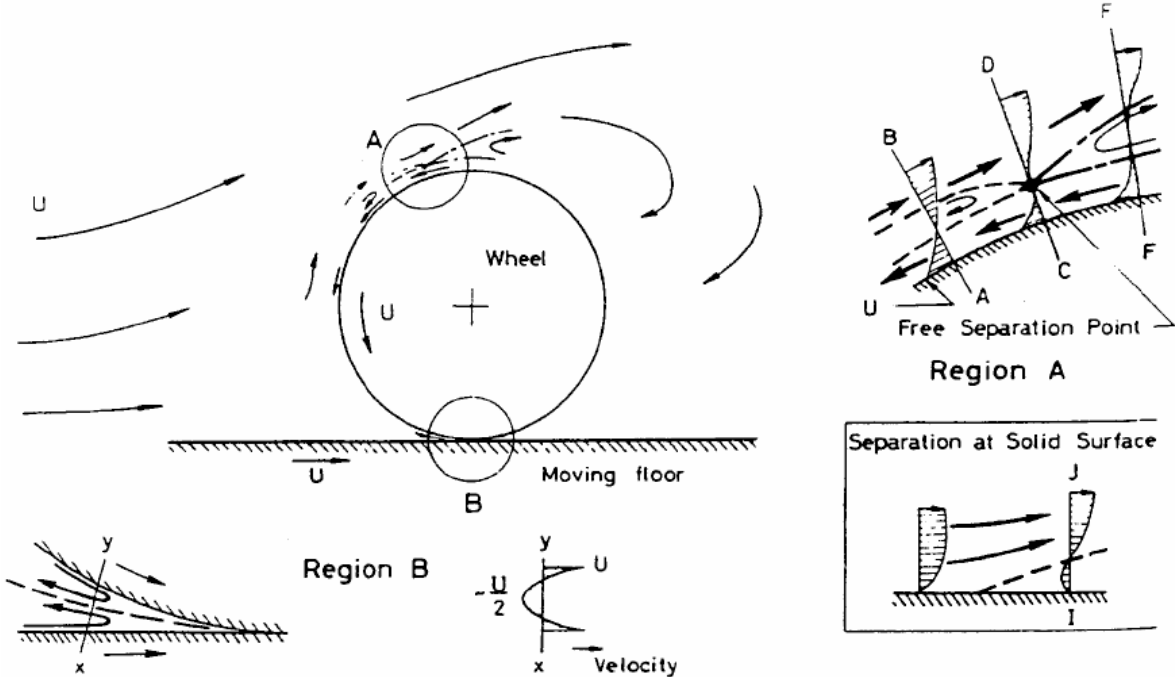 F
D
A
B
U
Wheel
U
F
C
A
U
Free Separation Point
Region A
U
Moving floor
B
Separation at Solid Surface
J
I
y
Region B
x
y
U
-U/2
x
Velocity